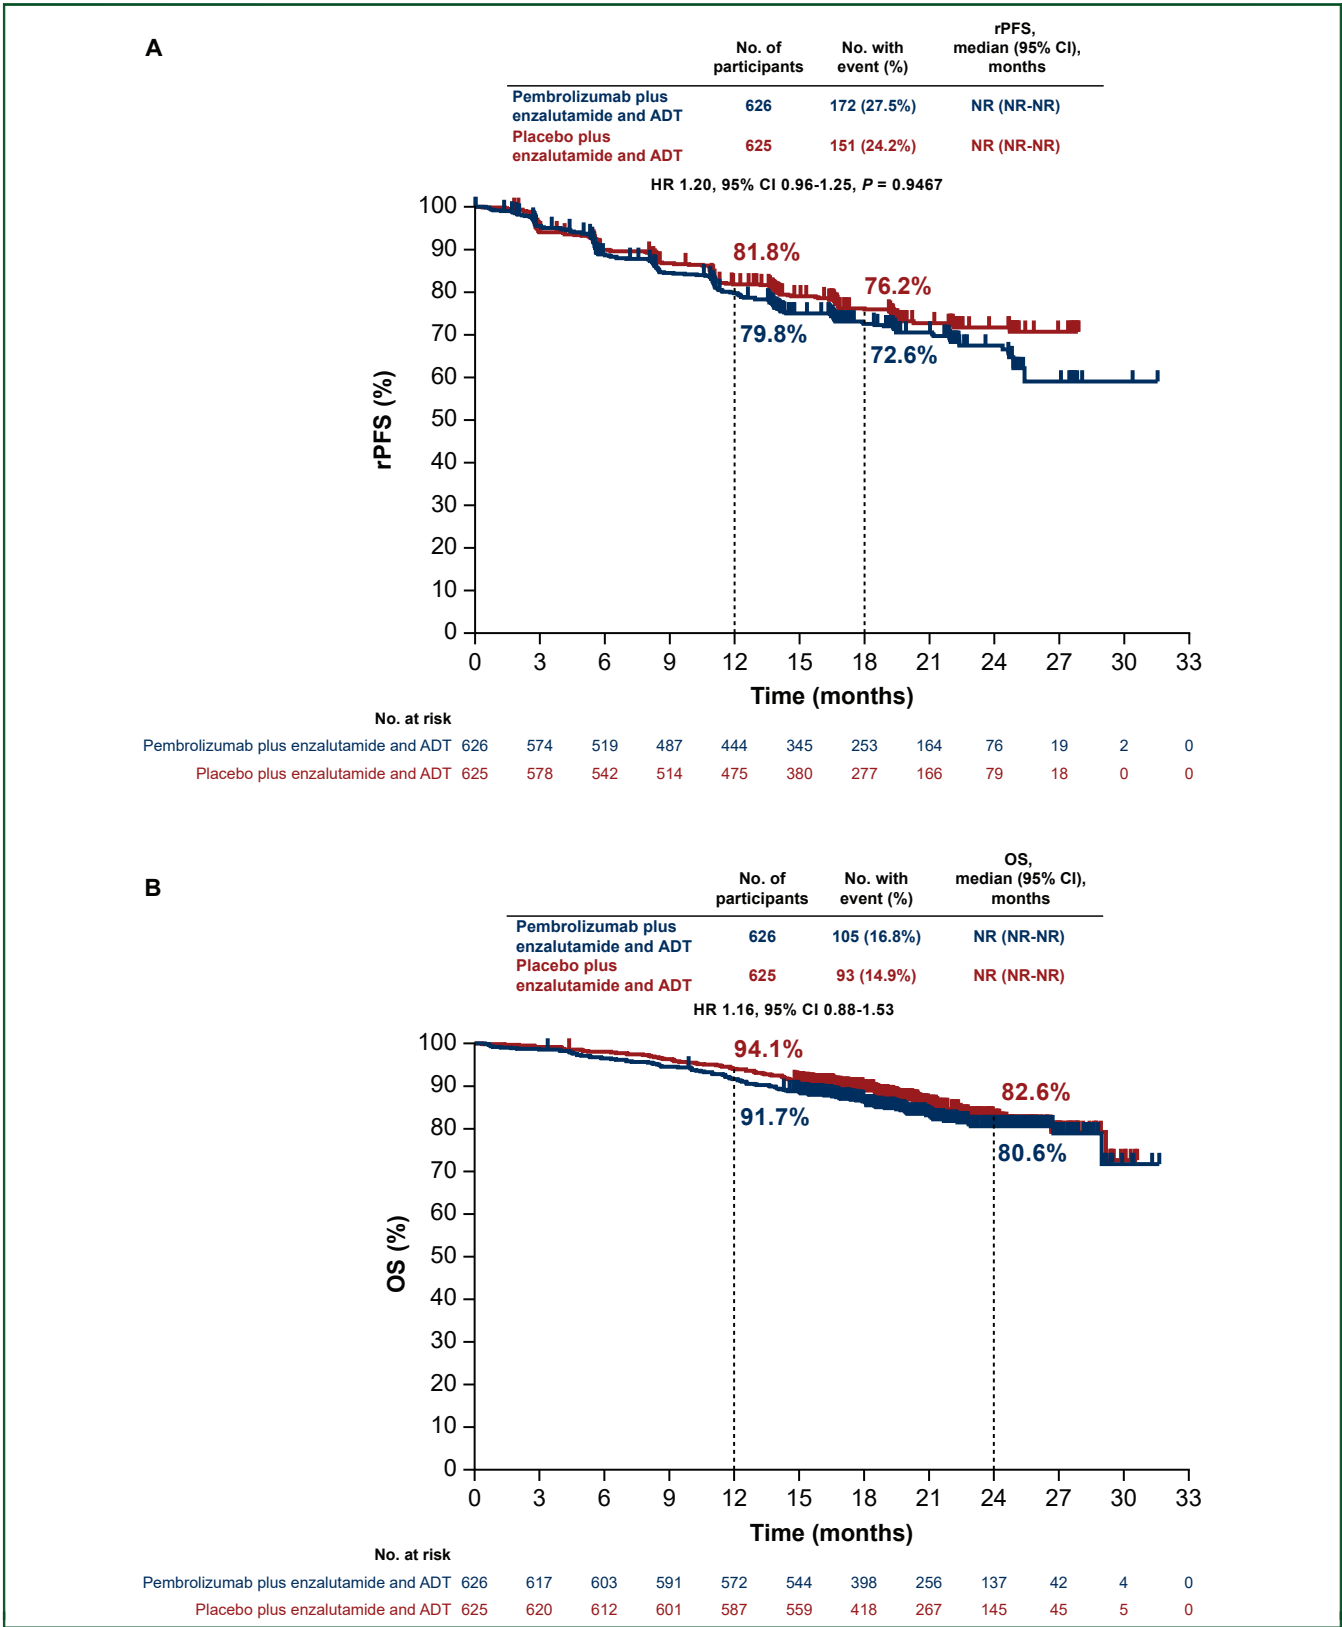 A
No. of participants
No. with event (%)
rPFS, median (95% CI), months
Pembrolizumab plus enzalutamide and ADT 626 172 (27.5%) NR (NR-NR)
Placebo plus enzalutamide and ADT 625 151 (24.2%) NR (NR-NR)
HR 1.20, 95% CI 0.96-1.25, P = 0.9467
100
90
80
70
60
50
40
30
20
10
0
rPFS (%)
81.8%
76.2%
79.8%
72.6%
0 3 6 9 12 15 18 21 24 27 30 33
Time (months)
No. at risk
Pembrolizumab plus enzalutamide and ADT 626 574 519 487 444 345 253 164 76 19 2 0
Placebo plus enzalutamide and ADT 625 578 542 514 475 380 277 166 79 18 0 0
B
No. of participants
No. with event (%)
OS, median (95% CI), months
Pembrolizumab plus enzalutamide and ADT 626 105 (16.8%) NR (NR-NR)
Placebo plus enzalutamide and ADT 625 93 (14.9%) NR (NR-NR)
HR 1.16, 95% CI 0.88-1.53
100
90
80
70
60
50
40
30
20
10
0
OS (%)
94.1%
91.7%
82.6%
80.6%
0 3 6 9 12 15 18 21 24 27 30 33
Time (months)
No. at risk
Pembrolizumab plus enzalutamide and ADT 626 617 603 591 572 544 398 256 137 42 4 0
Placebo plus enzalutamide and ADT 625 620 612 601 587 559 418 267 145 45 5 0